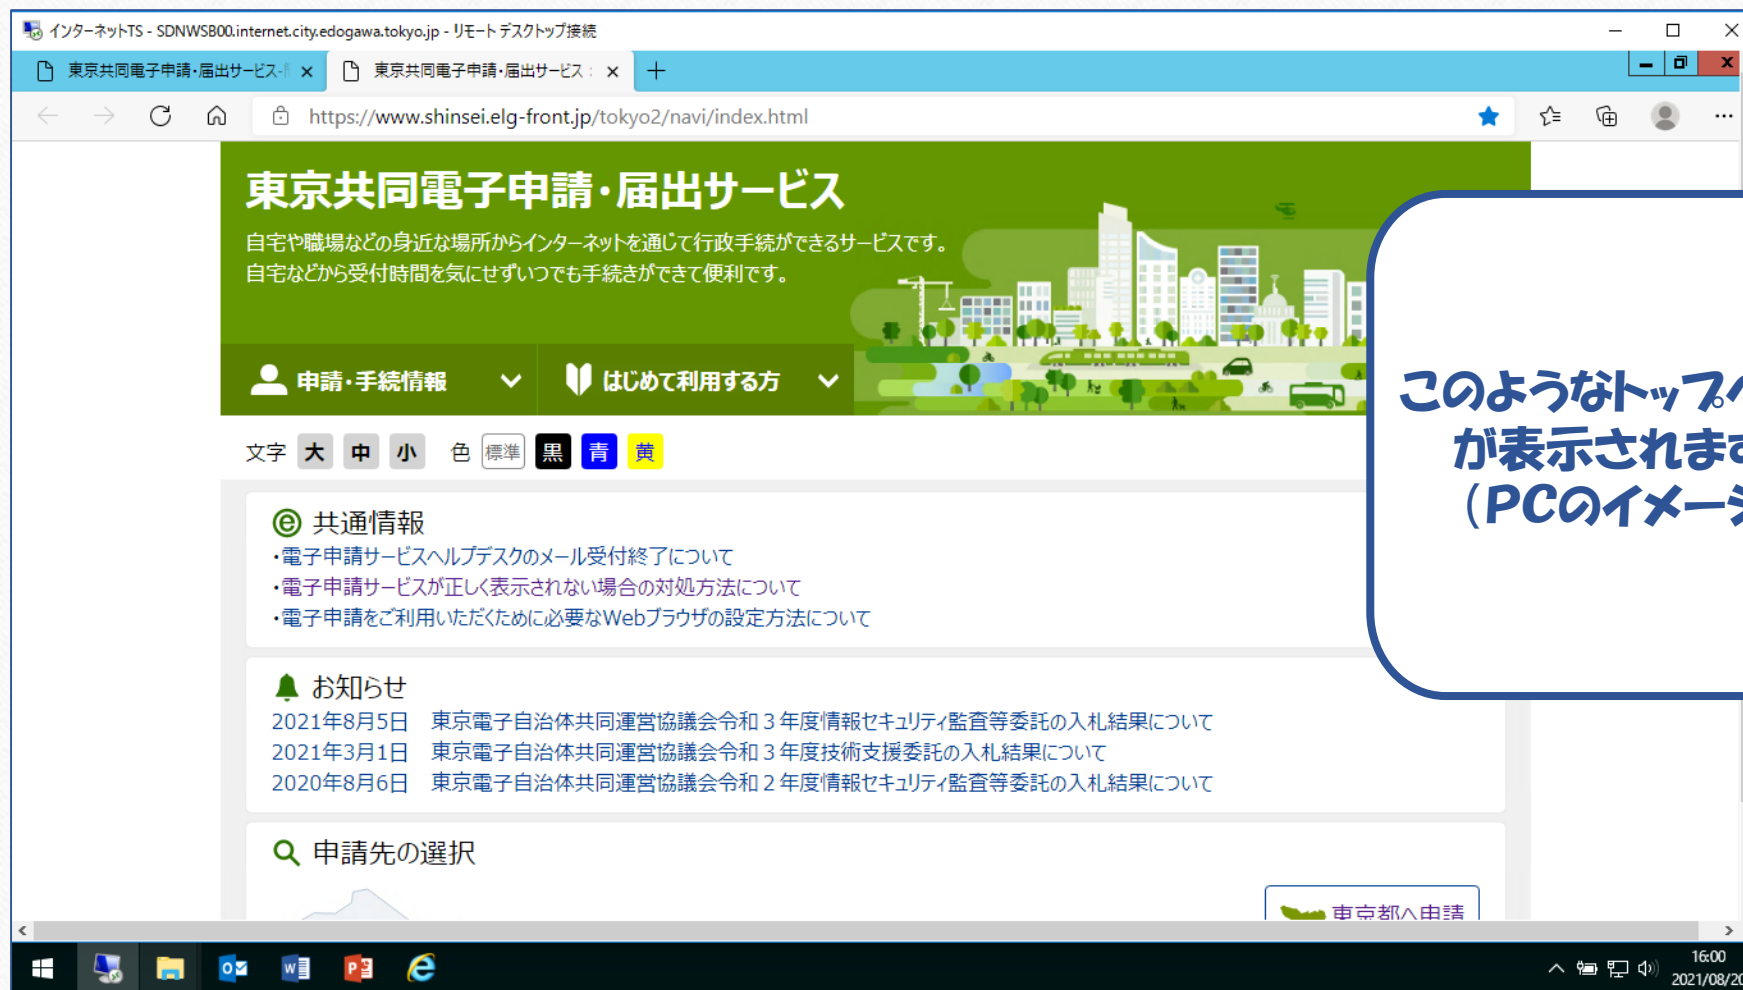 インターネットTS - SDNWSB00.internet.city.edogawa.tokyo.jp - リモート デスクトップ接続
東京共同電子申請・届出サービス-
東京共同電子申請・届出サービス：
https://www.shinsei.elg-front.jp/tokyo2/navi/index.html
東京共同電子申請・届出サービス
自宅や職場などの身近な場所からインターネットを通じて行政手続ができるサービスです。
自宅などから受付時間を気にせずいつでも手続きができて便利です。
申請・手続情報
はじめて利用する方
文字 大 中 小 色 標準 黒 青 黄
共通情報
・電子申請サービスヘルプデスクのメール受付終了について
・電子申請サービスが正しく表示されない場合の対処方法について
・電子申請をご利用いただくために必要なWebブラウザの設定方法について
お知らせ
2021年8月5日 東京電子自治体共同運営協議会令和３年度情報セキュリティ監査等委託の入札結果について
2021年3月1日 東京電子自治体共同運営協議会令和３年度技術支援委託の入札結果について
2020年8月6日 東京電子自治体共同運営協議会令和２年度情報セキュリティ監査等委託の入札結果について
申請先の選択
東京都へ申請
このようなトップペ
が表示されます
（PCのイメージ
16:00
2021/08/20